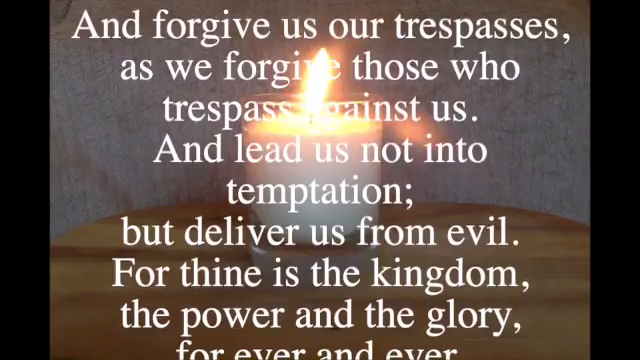 And forgive us our trespasses,
as we forgive those who
trespass against us.
And lead us not into
temptation;
but deliver us from evil.
For thine is the kingdom,
the power and the glory,
for ever and ever